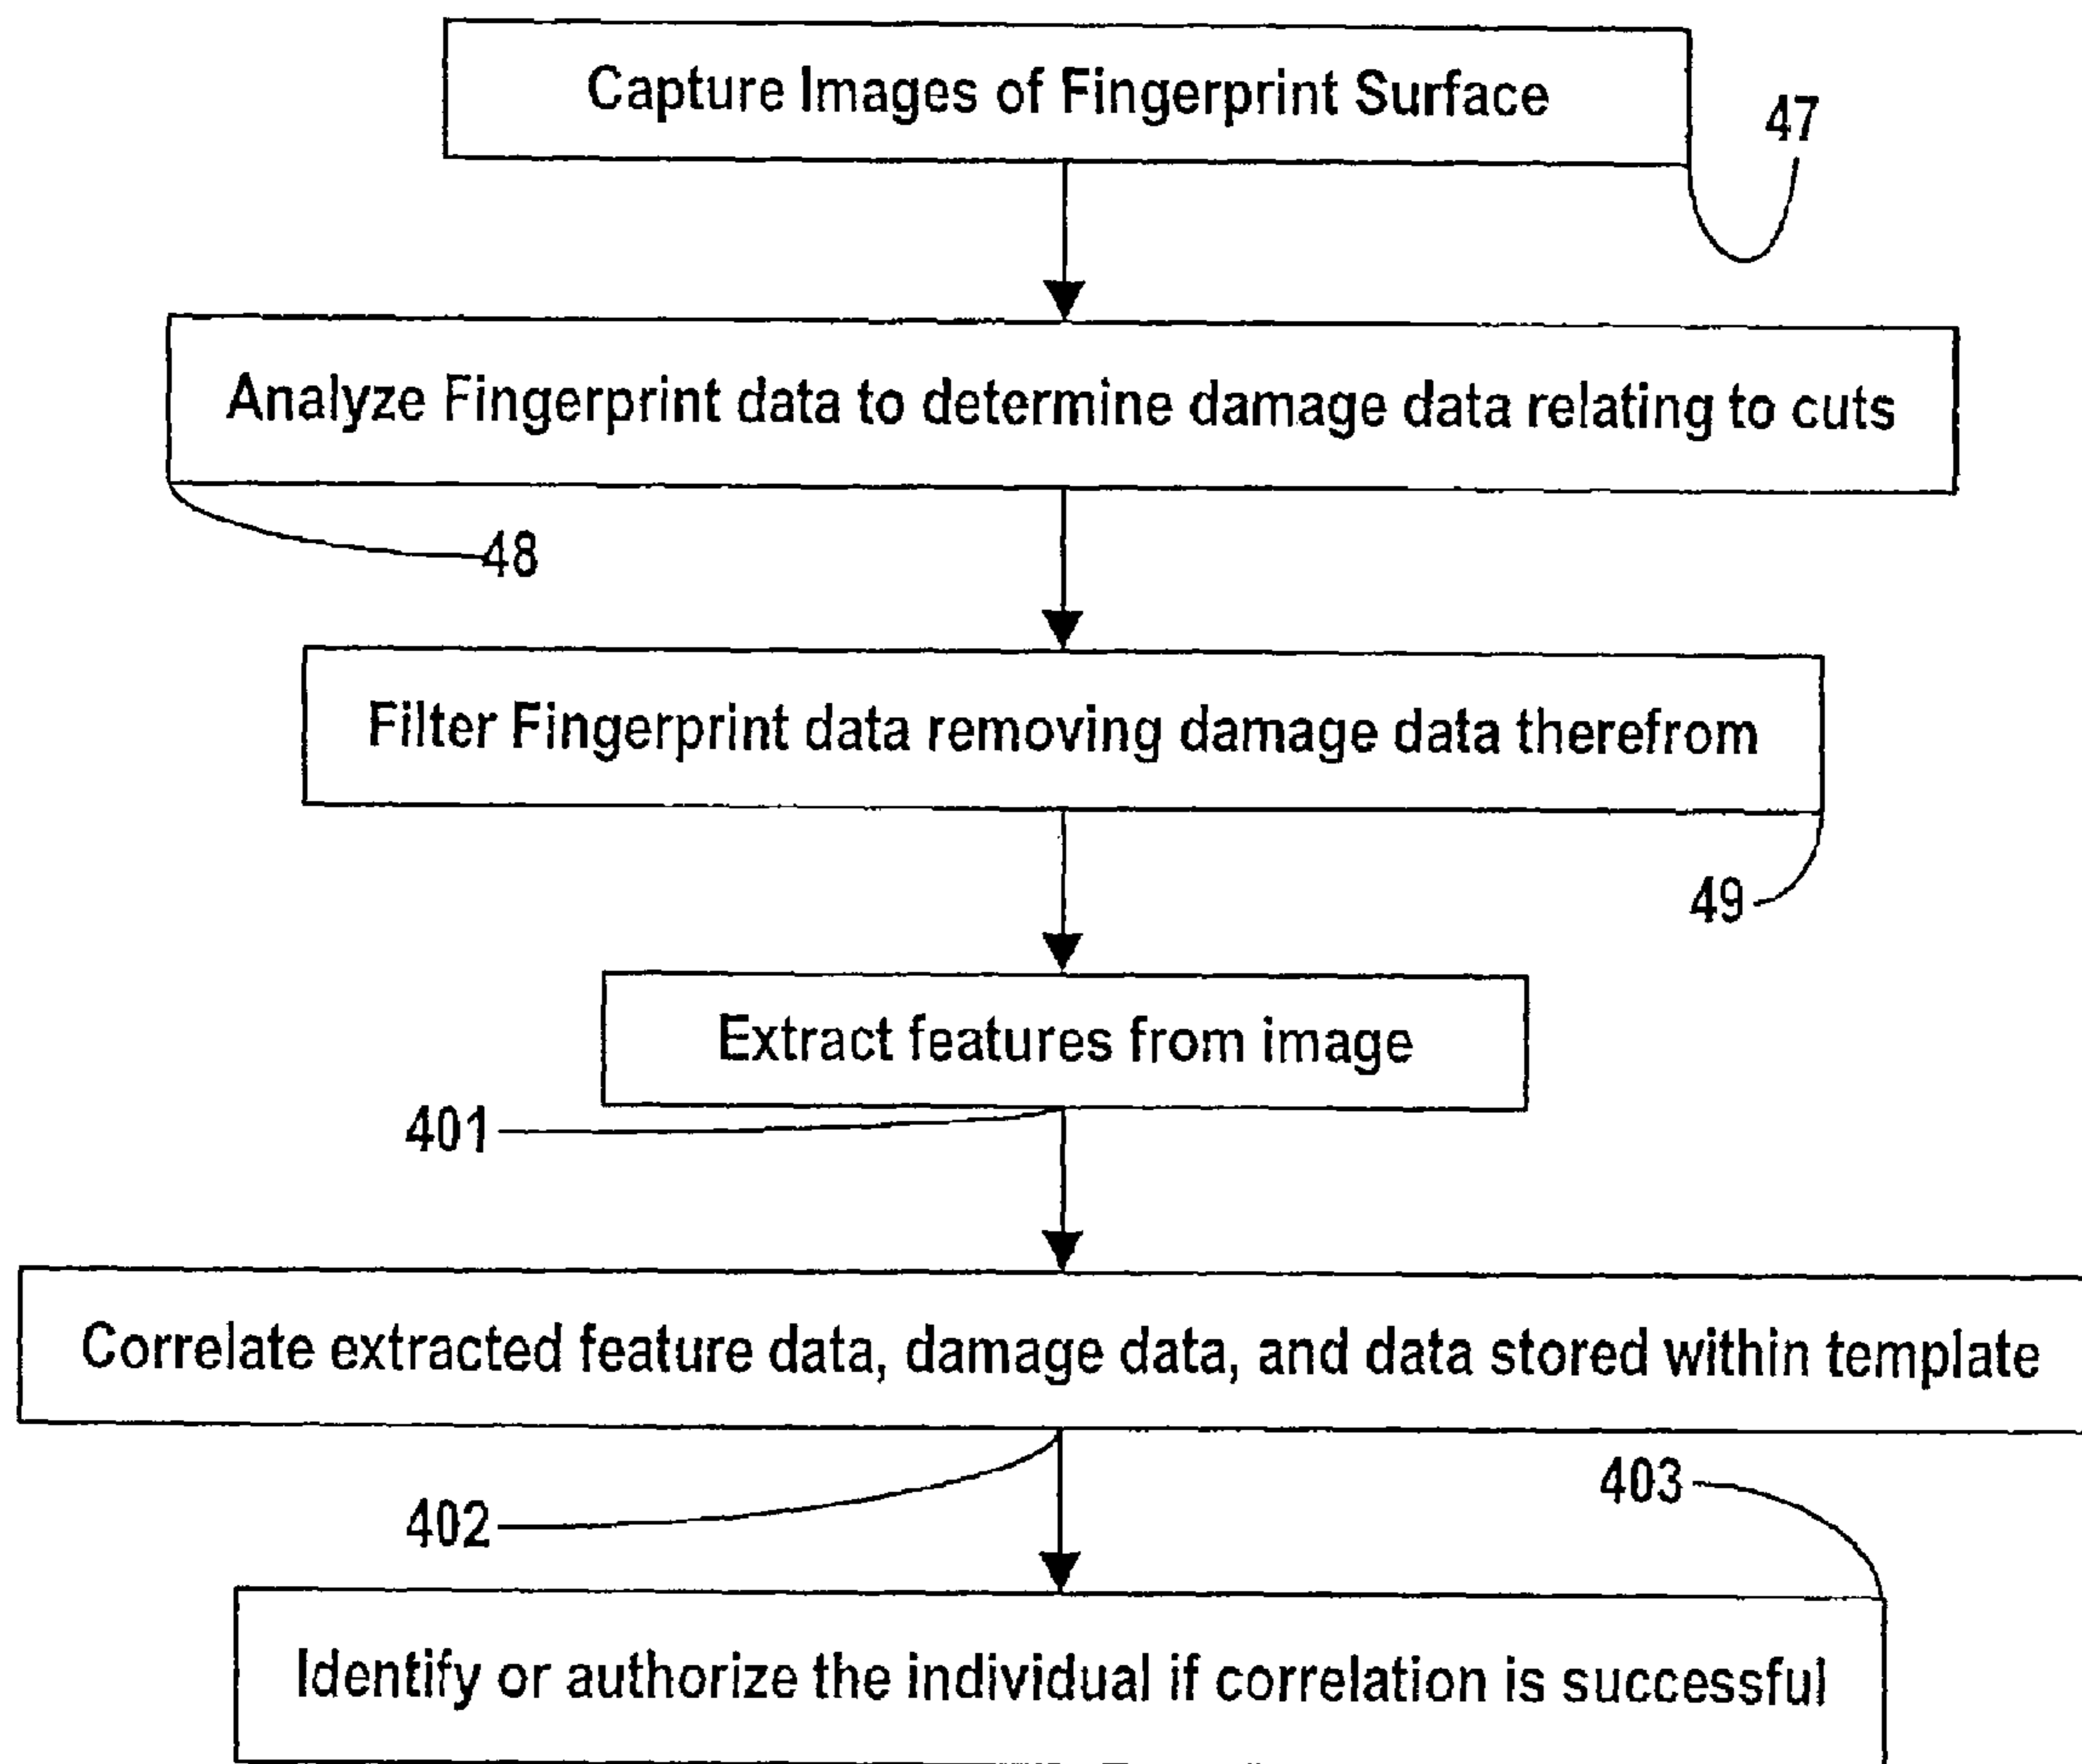 Capture Images of Fingerprint Surface
47
Analyze Fingerprint data to determine damage data relating to cuts
48
Filter Fingerprint data removing damage data therefrom
49
Extract features from image
401
Correlate extracted feature data, damage data, and data stored within template
403
402
Identify or authorize the individual if correlation is successful